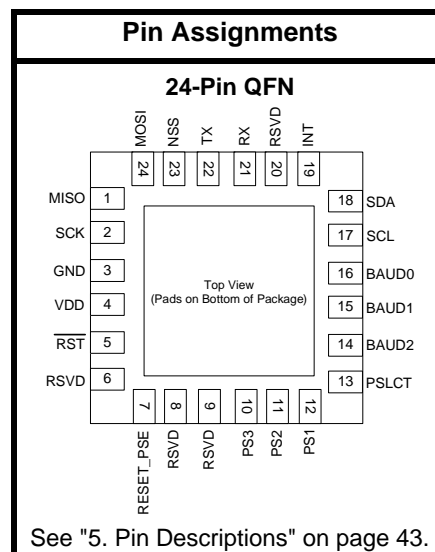 Pin Assignments
24-Pin QFN
MOSI
NSS
TX
RX
RSVD
INT
24
23
22
21
20
19
MISO 1
SCK 2
GND 3
VDD 4
RST 5
RSVD 6
18 SDA
17 SCL
16 BAUD0
15 BAUD1
14 BAUD2
13 PSLCT
Top View
(Pads on Bottom of Package)
7
8
9
10
11
12
RESET_PSE
RSVD
RSVD
PS3
PS2
PS1
See "5. Pin Descriptions" on page 43.